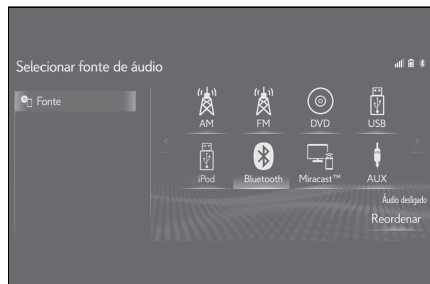 Selecionar fonte de áudio
Fonte
AM FM DVD USB
iPod Bluetooth Miracast™ AUX
Áudio desligado
Reordenar